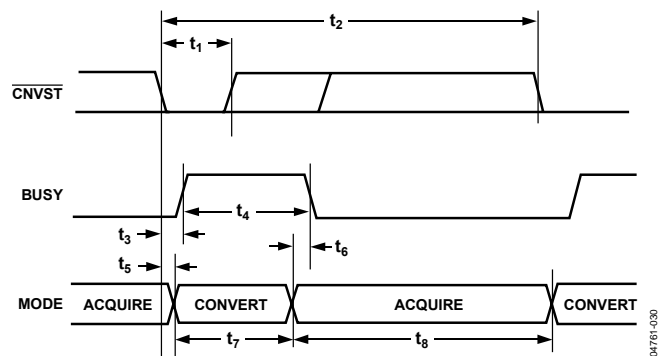 t2
t1
CNVST
BUSY
t4
t3
t6
t5
MODE
ACQUIRE
CONVERT
ACQUIRE
CONVERT
t7
t8
04761-030